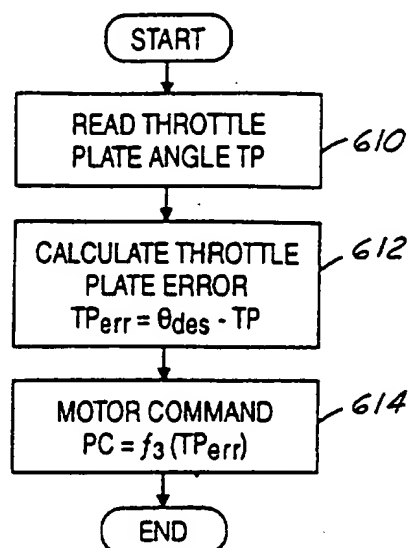 START
READ THROTTLE
PLATE ANGLE TP
610
CALCULATE THROTTLE
PLATE ERROR
TPerr = θdes - TP
612
MOTOR COMMAND
PC = f3 (TPerr)
614
END